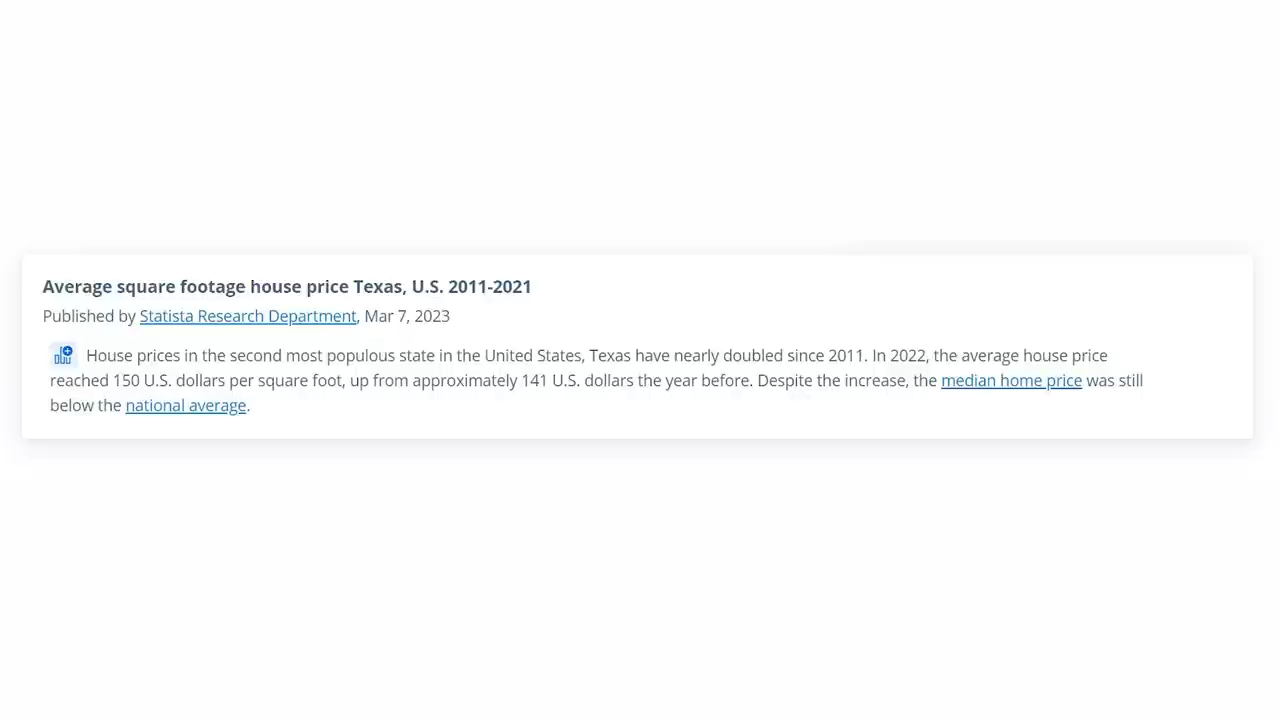 Average square footage house price Texas, U.S. 2011-2021
Published by Statista Research Department, Mar 7, 2023
House prices in the second most populous state in the United States, Texas have nearly doubled since 2011. In 2022, the average house price
reached 150 U.S. dollars per square foot, up from approximately 141 U.S. dollars the year before. Despite the increase, the median home price was still
below the national average.